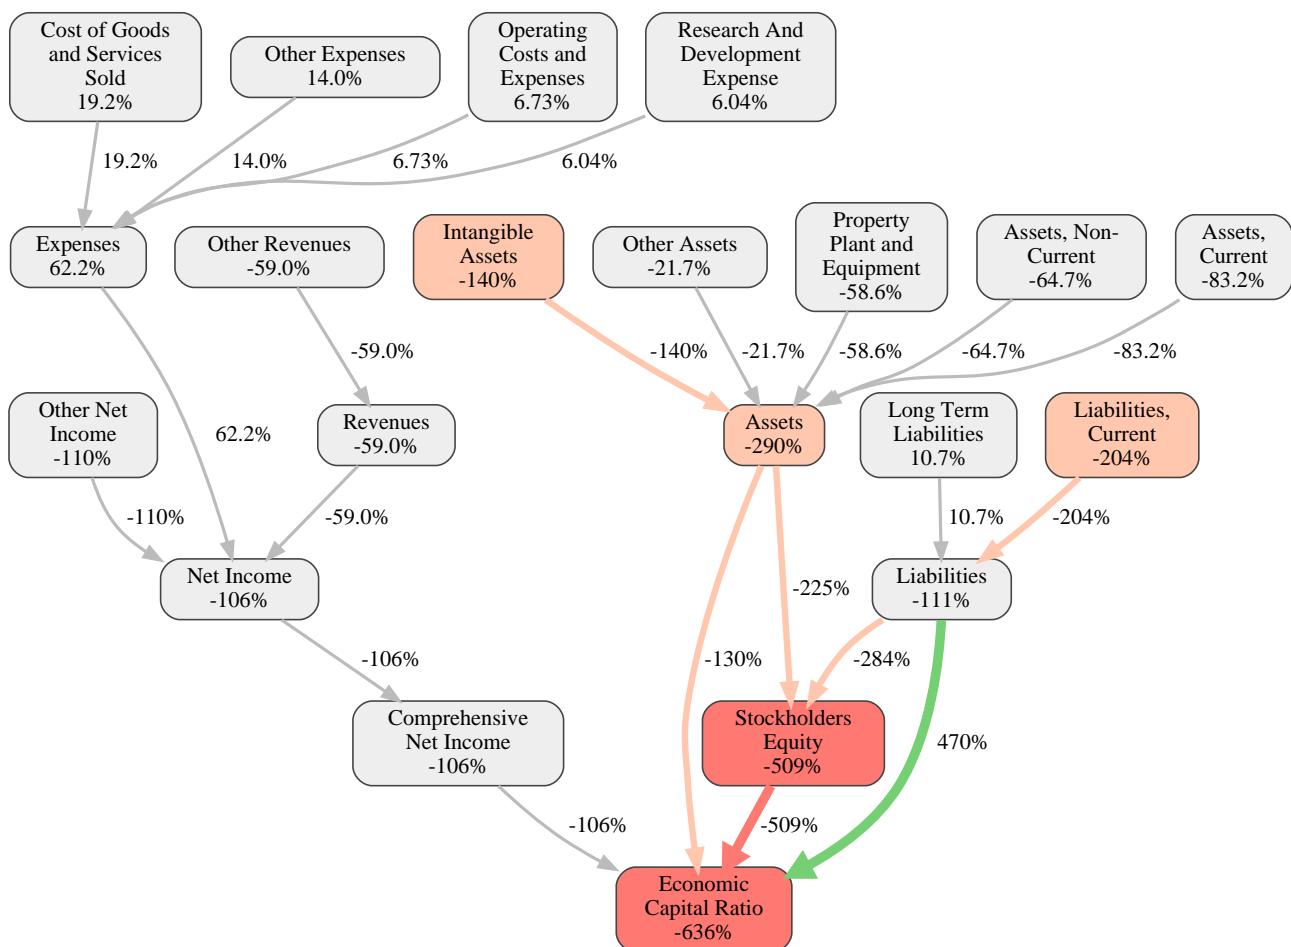 Cost of Goods
and Services
Sold
19.2%
Other Expenses
14.0%
Operating
Costs and
Expenses
6.73%
Research And
Development
Expense
6.04%
19.2%
14.0%
6.73%
6.04%
Expenses
62.2%
Other Revenues
-59.0%
Intangible
Assets
-140%
Other Assets
-21.7%
Property
Plant and
Equipment
-58.6%
Assets, Non-
Current
-64.7%
Assets,
Current
-83.2%
-59.0%
-140%
-21.7%
-58.6%
-64.7%
-83.2%
Other Net
Income
-110%
62.2%
Revenues
-59.0%
Assets
-290%
Long Term
Liabilities
10.7%
Liabilities,
Current
-204%
-110%
-59.0%
10.7%
-204%
Net Income
-106%
-225%
Liabilities
-111%
-106%
-130%
-284%
Comprehensive
Net Income
-106%
Stockholders
Equity
-509%
470%
-106%
-509%
Economic
Capital Ratio
-636%